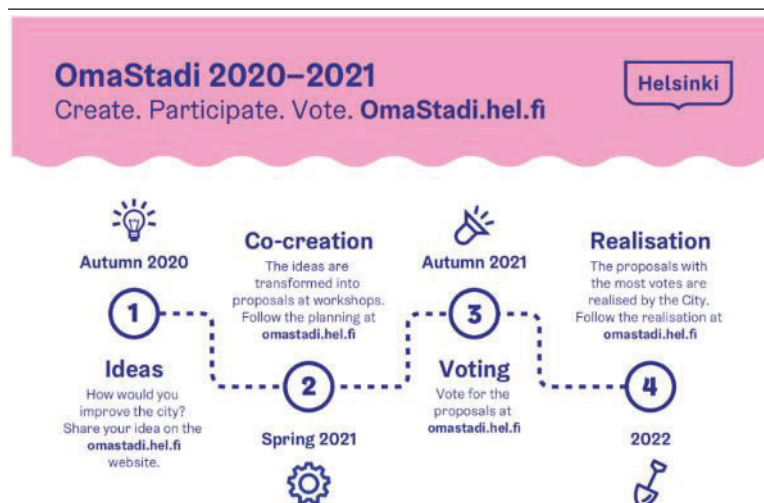 OmaStadi 2020–2021
Create. Participate. Vote. OmaStadi.hel.fi
Helsinki
Autumn 2020
1
Ideas
How would you
improve the city?
Share your idea on the
omastadi.hel.fi
website.
Co-creation
The ideas are
transformed into
proposals at workshops.
Follow the planning at
omastadi.hel.fi
2
Spring 2021
Autumn 2021
3
Voting
Vote for the
proposals at
omastadi.hel.fi
Realisation
The proposals with
the most votes are
realised by the City.
Follow the realisation at
omastadi.hel.fi
4
2022